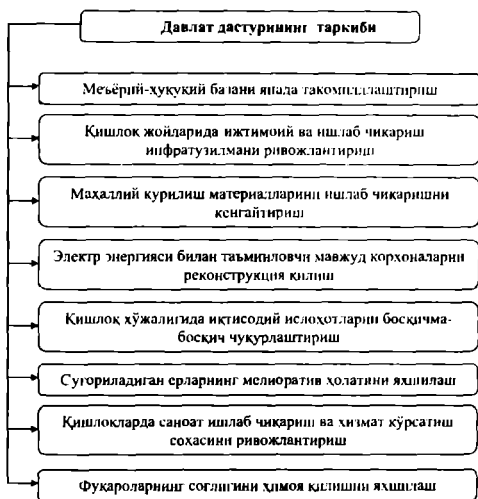 Давлат дастурининг таркиби
Меъёрий-ҳуқуқий базани янада такомиллаштириш
Қишлоқ жойларида ижтимоий ва ишлаб чиқариш
инфратузилмани ривожлантириш
Маҳаллий қурилиш материалларини ишлаб чиқаришни
кенгайтириш
Электр энергияси билан таъминловчи мавжуд корхоналарни
реконструкция қилиш
Қишлоқ хўжалигида иқтисодий ислоҳотларни босқичма-
босқич чуқурлаштириш
Суғориладиган ерларнинг мелиоратив ҳолатини яхшилаш
Қишлоқларда саноат ишлаб чиқариш ва хизмат кўрсатиш
соҳасини ривожлантириш
Фуқароларнинг соғлиғини ҳимоя қилишни яхшилаш